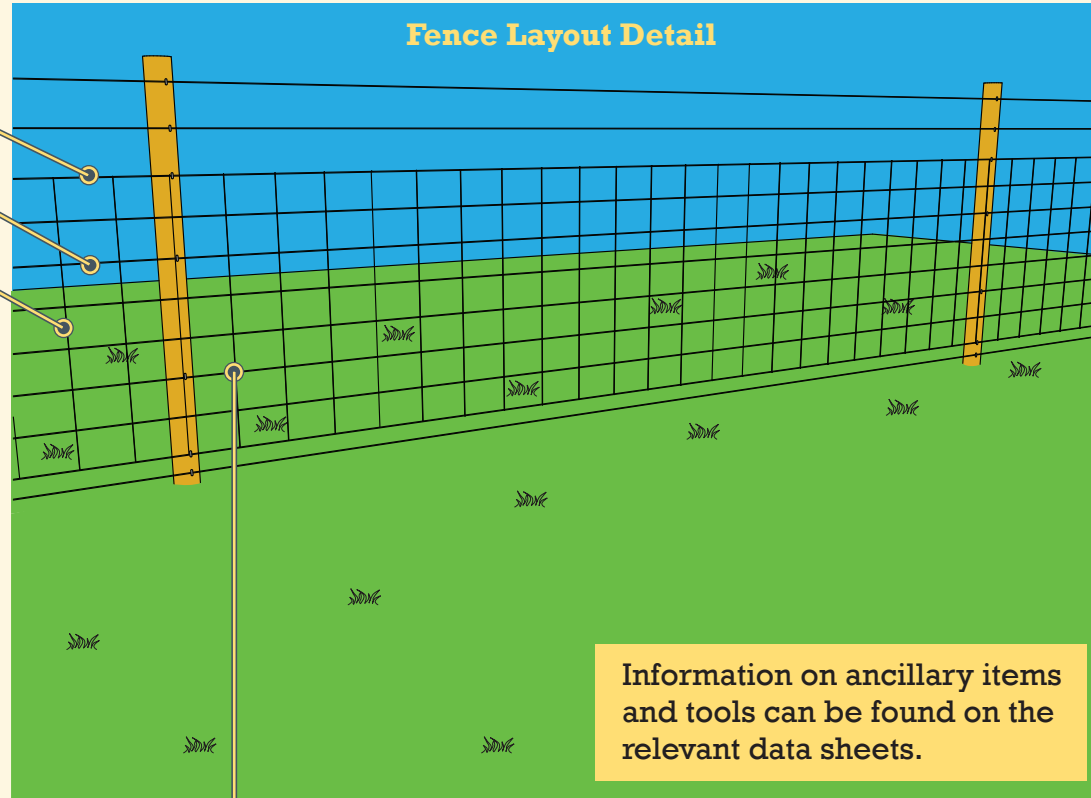 Fence Layout Detail
Information on ancillary items
and tools can be found on the
relevant data sheets.